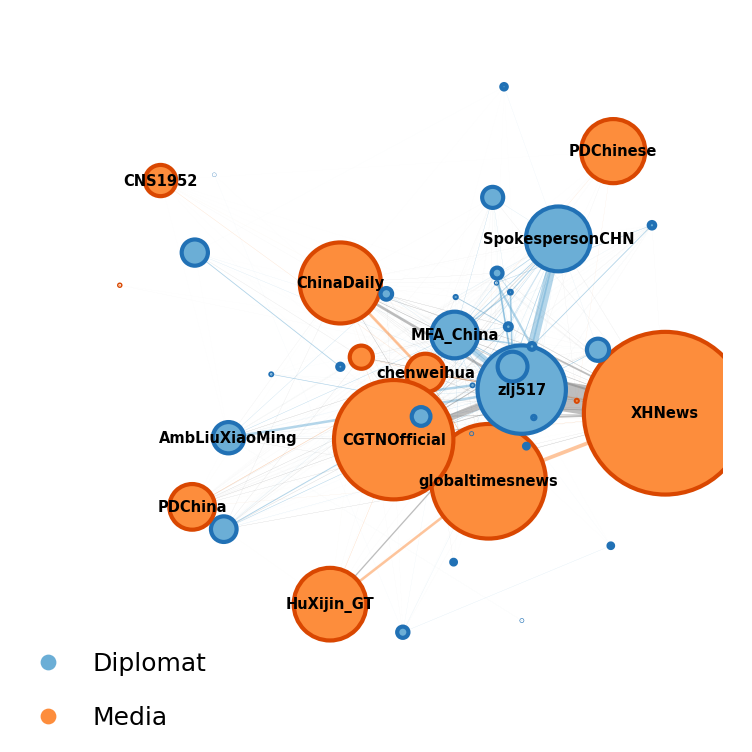 PDChinese
CNS1952
SpokespersonCHN
ChinaDaily
MFA_China
chenweihua
zlj517
XHNews
AmbLiuXiaoMing
CGTNOfficial
globaltimesnews
PDChina
HuXijin_GT
Diplomat
Media